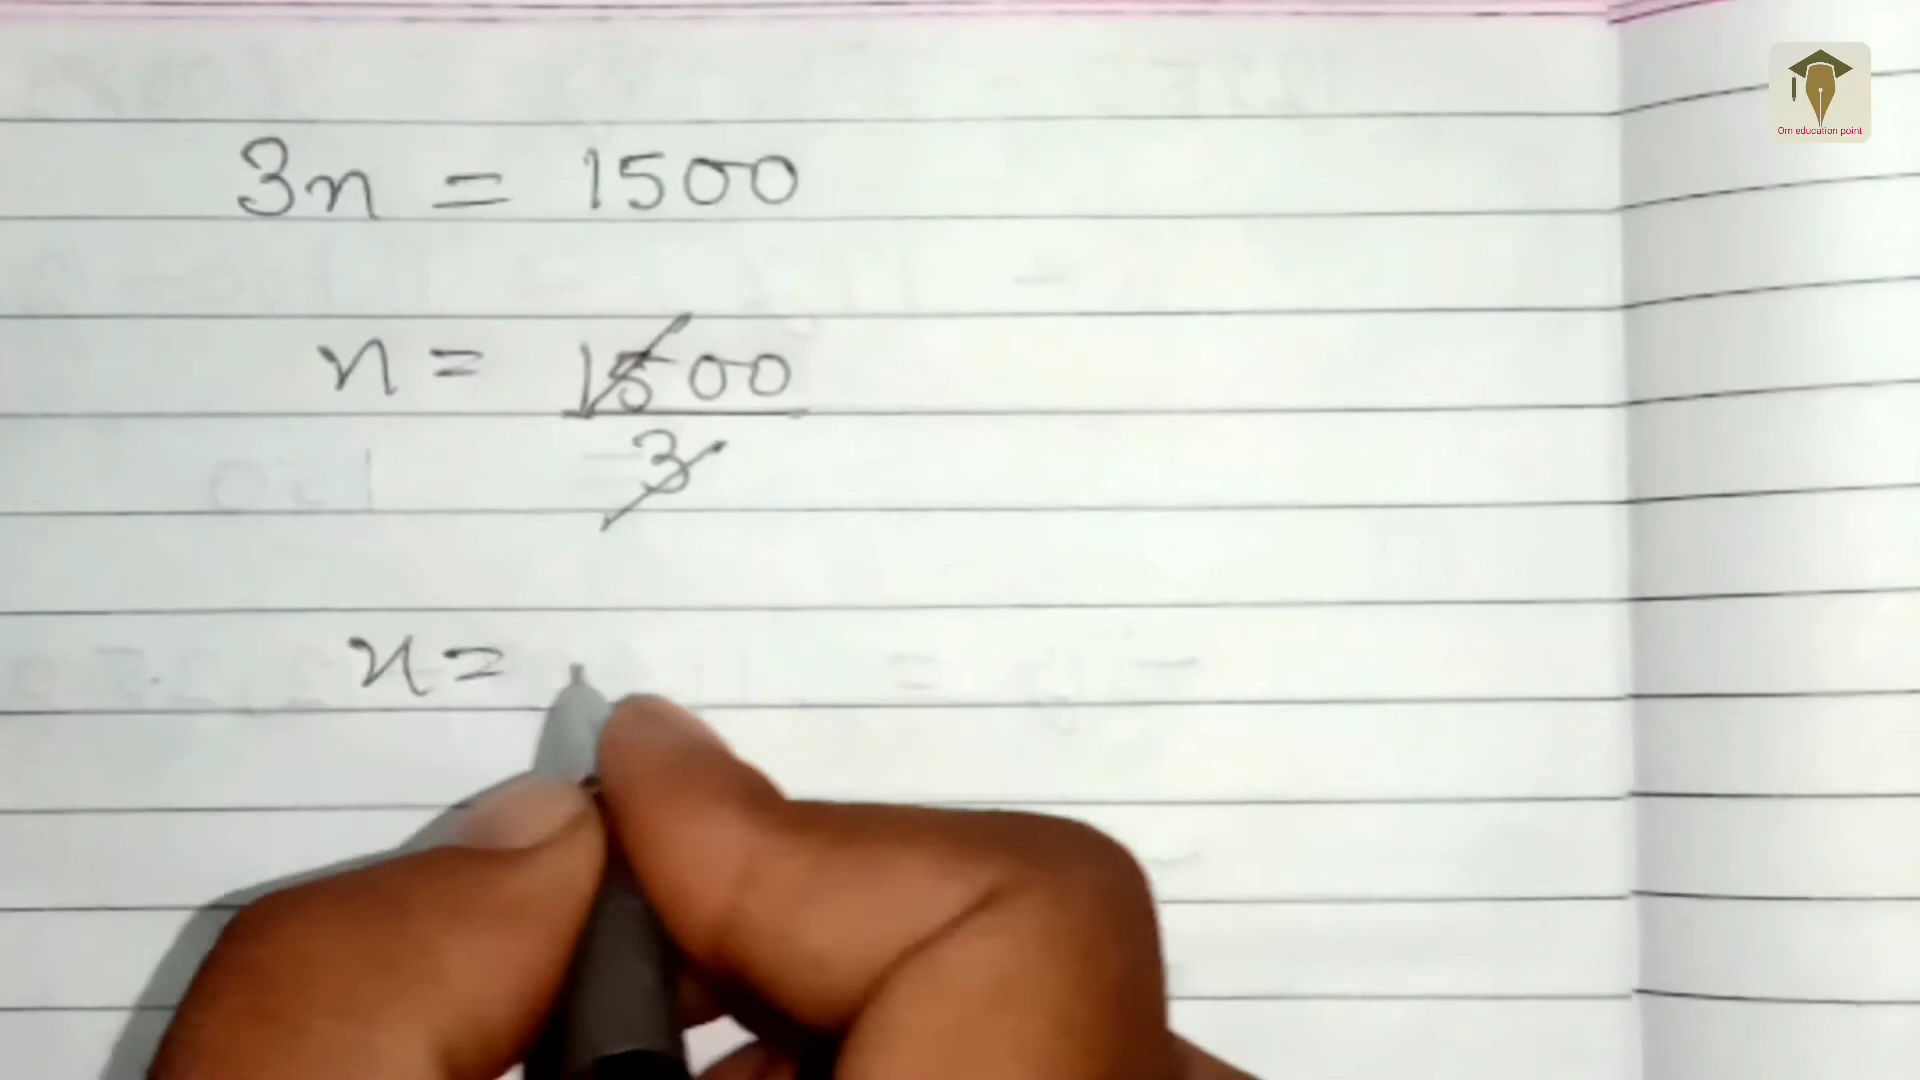 Om education point
3n = 1500
n = 1500
3
n =